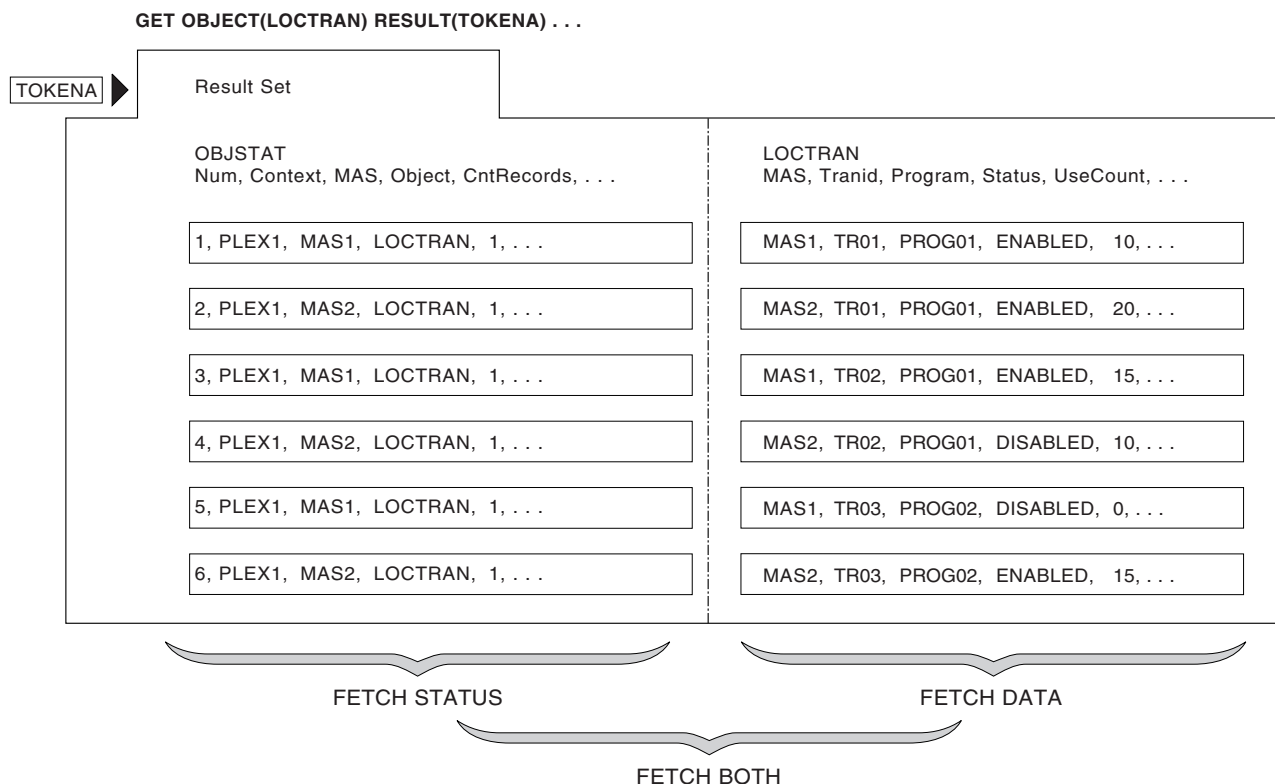 GET OBJECT(LOCTRAN) RESULT(TOKENA) . . .
TOKENA
Result Set
OBJSTAT
Num, Context, MAS, Object, CntRecords, . . .
1, PLEX1, MAS1, LOCTRAN, 1, . . .
2, PLEX1, MAS2, LOCTRAN, 1, . . .
3, PLEX1, MAS1, LOCTRAN, 1, . . .
4, PLEX1, MAS2, LOCTRAN, 1, . . .
5, PLEX1, MAS1, LOCTRAN, 1, . . .
6, PLEX1, MAS2, LOCTRAN, 1, . . .
LOCTRAN
MAS, Tranid, Program, Status, UseCount, . . .
MAS1, TR01, PROG01, ENABLED, 10, . . .
MAS2, TR01, PROG01, ENABLED, 20, . . .
MAS1, TR02, PROG01, ENABLED, 15, . . .
MAS2, TR02, PROG01, DISABLED, 10, . . .
MAS1, TR03, PROG02, DISABLED, 0, . . .
MAS2, TR03, PROG02, ENABLED, 15, . . .
FETCH STATUS
FETCH DATA
FETCH BOTH